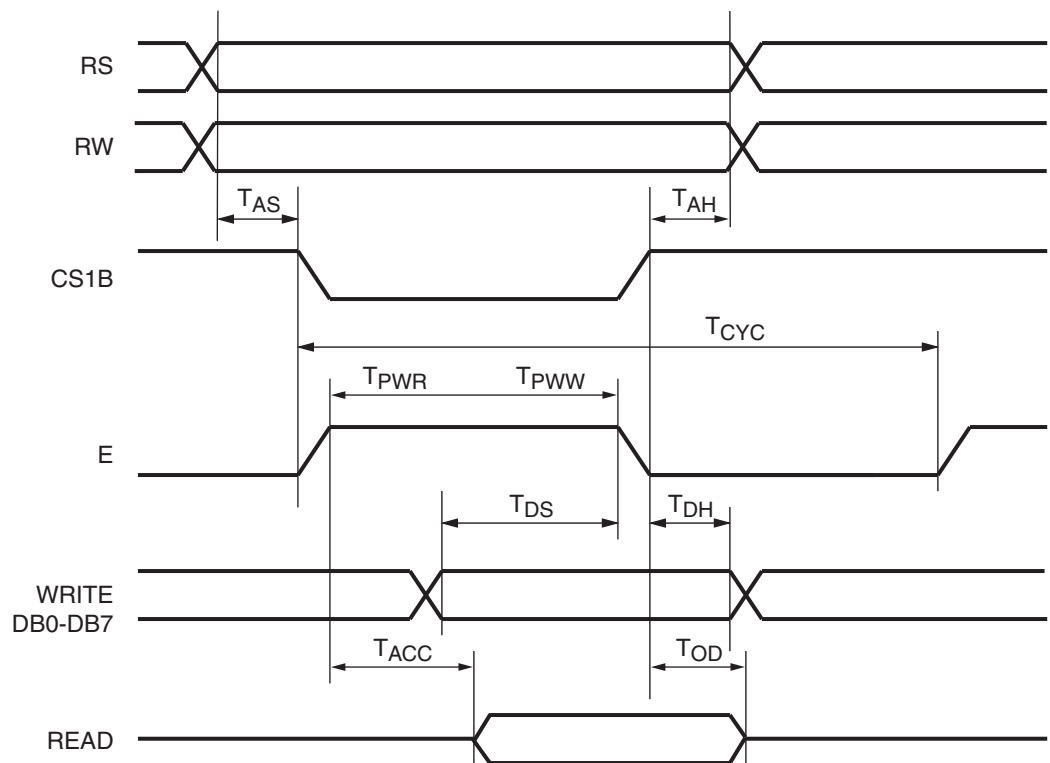 RS
RW
TAS
TAH
CS1B
TCYC
TPWR TPWW
E
TDS
TDH
WRITE
DB0-DB7
TACC
TOD
READ